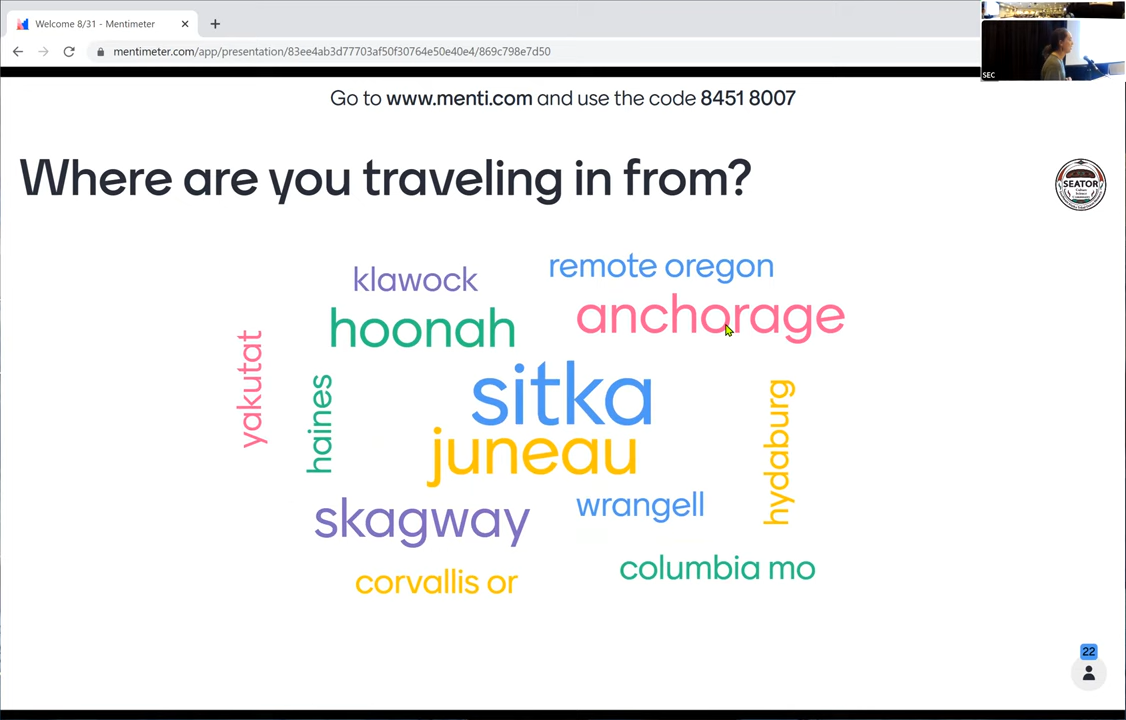 Welcome 8/31 - Mentimeter
mentimeter.com/app/presentation/83ee4ab3d77703af50f30764e50e40e4/869c798e7d50
SEC
Go to www.menti.com and use the code 8451 8007
Where are you traveling in from?
SEATOR
klawock
remote oregon
hoonah
anchorage
yakutat
haines
sitka
hydaburg
juneau
skagway
wrangell
corvallis or
columbia mo
22